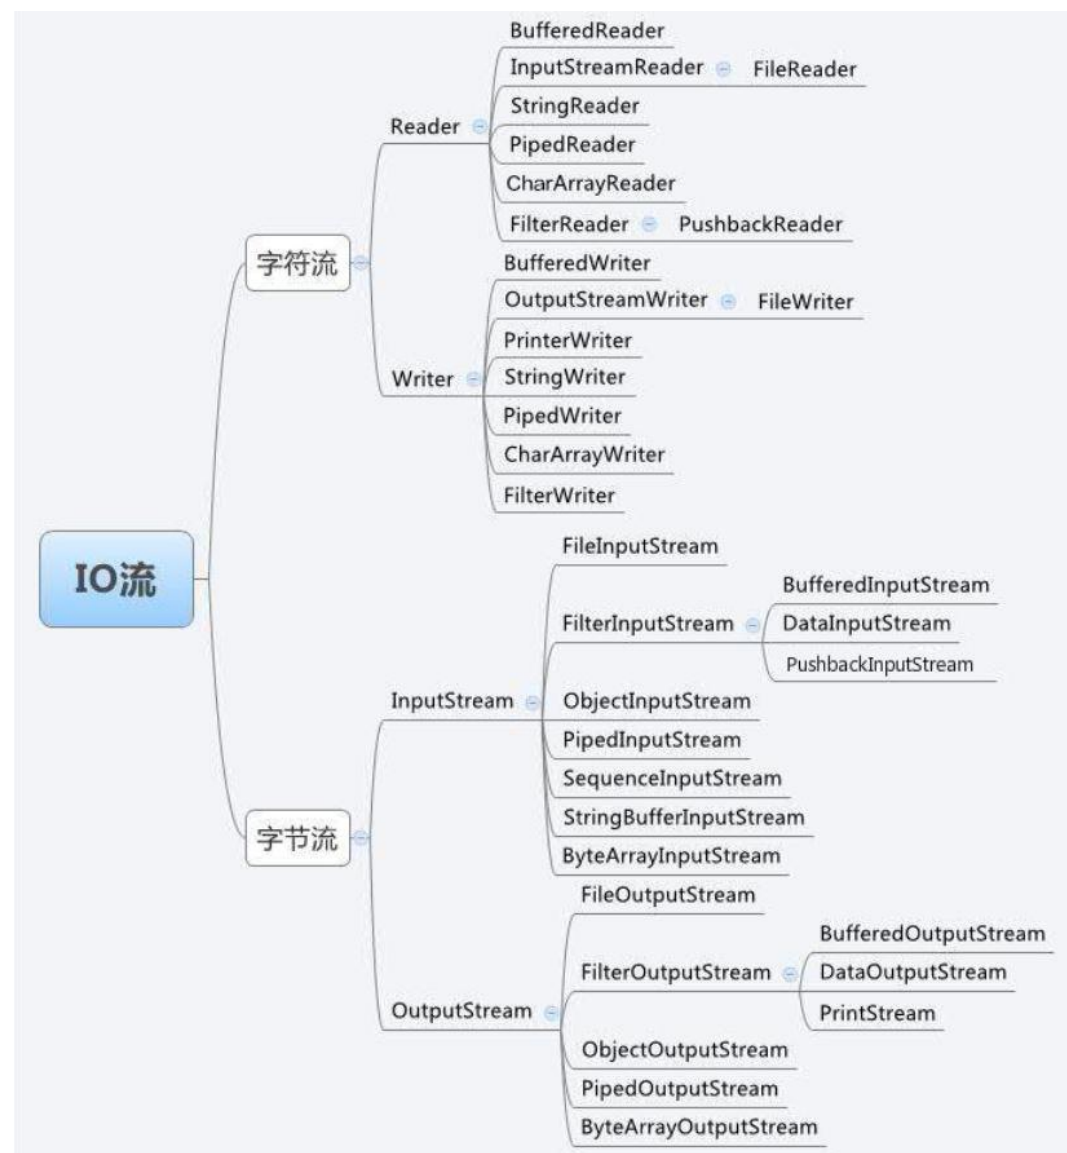 IO流
字符流
Reader
BufferedReader
InputStreamReader
FileReader
StringReader
PipedReader
CharArrayReader
FilterReader
PushbackReader
Writer
BufferedWriter
OutputStreamWriter
FileWriter
PrinterWriter
StringWriter
PipedWriter
CharArrayWriter
FilterWriter
字节流
InputStream
FileInputStream
FilterInputStream
BufferedInputStream
DataInputStream
PushbackInputStream
ObjectInputStream
PipedInputStream
SequenceInputStream
StringBufferInputStream
ByteArrayInputStream
OutputStream
FileOutputStream
FilterOutputStream
BufferedOutputStream
DataOutputStream
PrintStream
ObjectOutputStream
PipedOutputStream
ByteArrayOutputStream